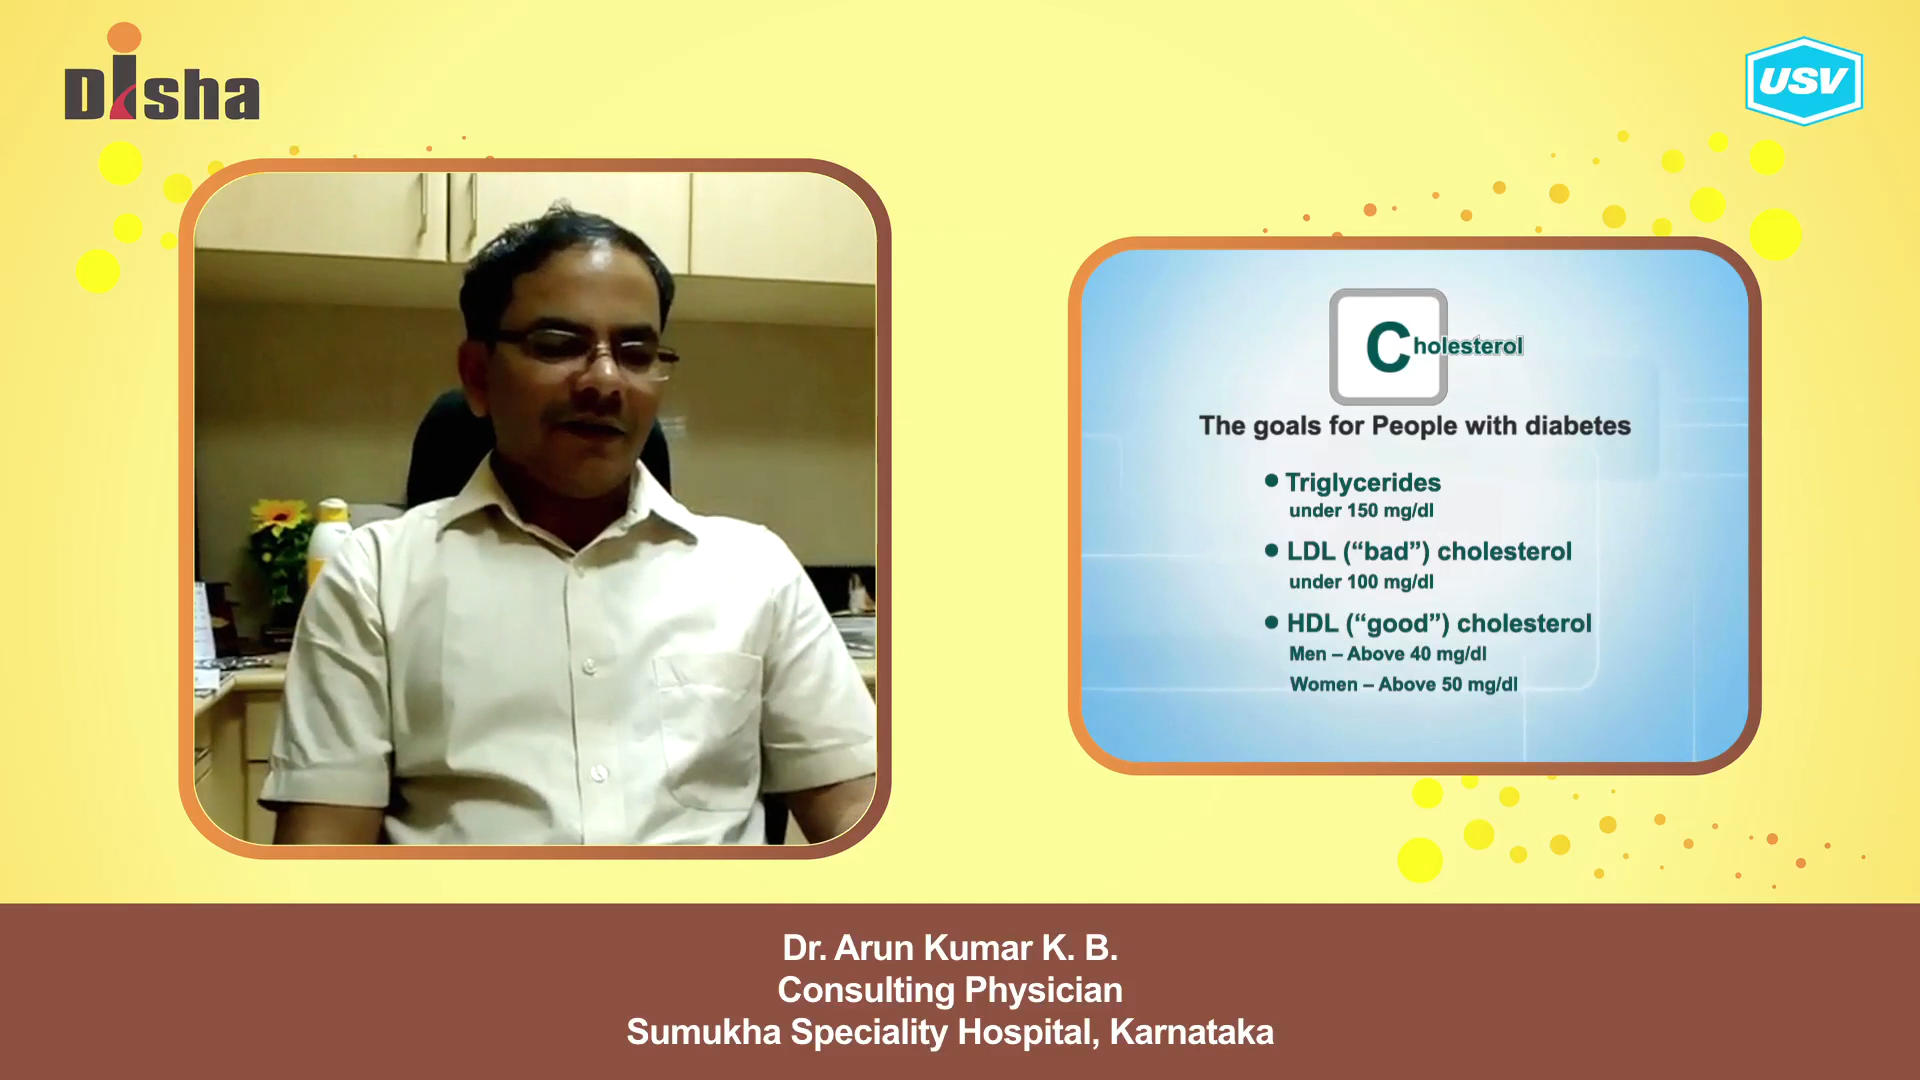 Disha
USV
Cholesterol
The goals for People with diabetes
• Triglycerides
under 150 mg/dl
• LDL (“bad”) cholesterol
under 100 mg/dl
• HDL (“good”) cholesterol
Men – Above 40 mg/dl
Women – Above 50 mg/dl
Dr. Arun Kumar K. B.
Consulting Physician
Sumukha Speciality Hospital, Karnataka